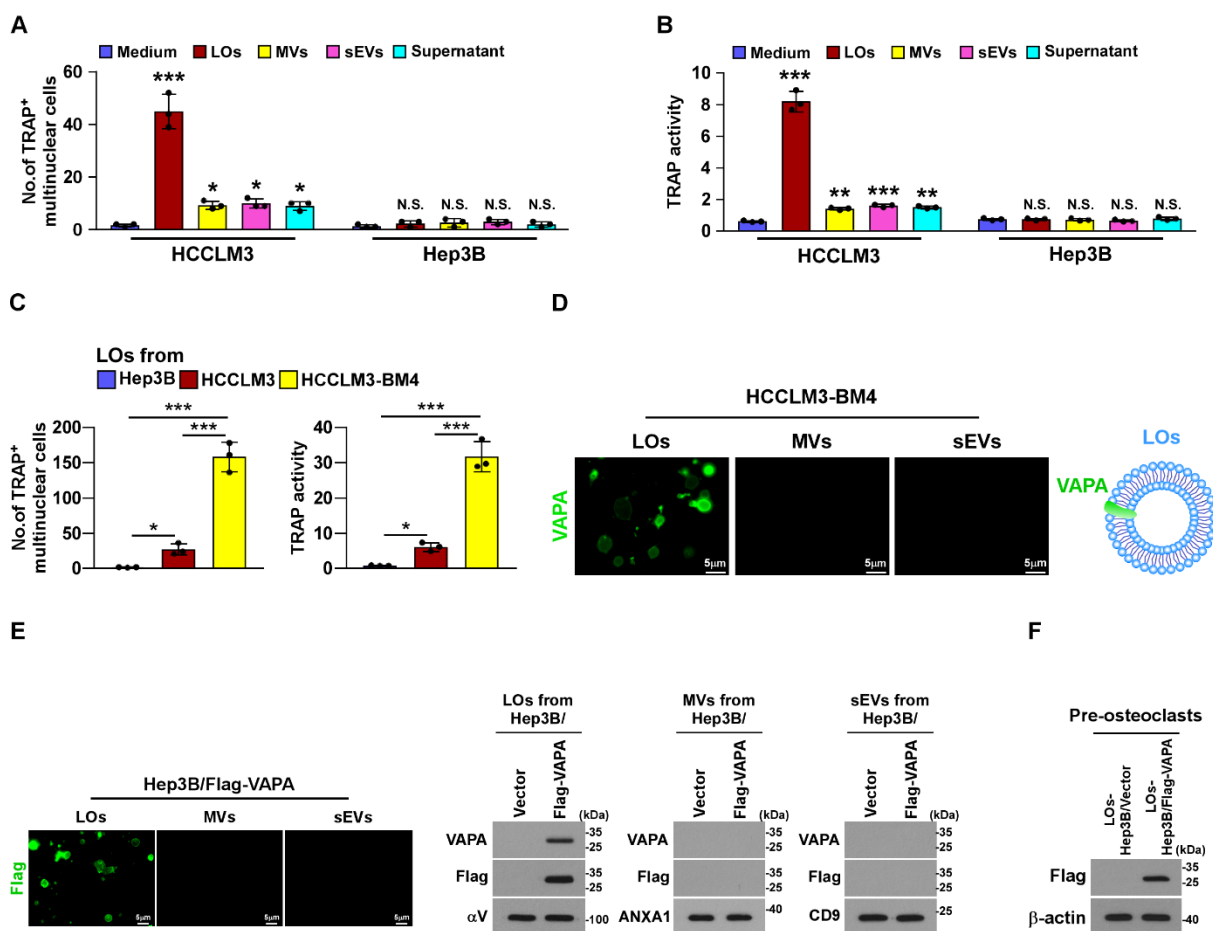 A
Medium LOs MVs sEVs Supernatant
No.of TRAP+
multinuclear cells
60
40
20
0
***
*
*
*
N.S.
N.S.
N.S.
N.S.
HCCLM3
Hep3B
B
Medium LOs MVs sEVs Supernatant
TRAP activity
10
8
6
4
2
0
***
**
***
**
N.S.
N.S.
N.S.
N.S.
HCCLM3
Hep3B
C
LOs from
Hep3B HCCLM3 HCCLM3-BM4
No.of TRAP+
multinuclear cells
200
150
100
50
0
***
***
*
TRAP activity
40
30
20
10
0
***
***
*
D
HCCLM3-BM4
LOs MVs sEVs
VAPA
5μm
5μm
5μm
LOs
VAPA
E
Hep3B/Flag-VAPA
LOs MVs sEVs
Flag
5μm
5μm
5μm
LOs from
Hep3B/
Vector
Flag-VAPA
(kDa)
VAPA
-35
-25
Flag
-35
-25
αV
-100
MVs from
Hep3B/
Vector
Flag-VAPA
(kDa)
VAPA
-35
-25
Flag
-35
-25
ANXA1
-40
sEVs from
Hep3B/
Vector
Flag-VAPA
(kDa)
VAPA
-35
-25
Flag
-35
-25
CD9
-25
F
Pre-osteoclasts
LOs-
Hep3B/Vector
LOs-
Hep3B/Flag-VAPA
(kDa)
Flag
-35
-25
β-actin
-40